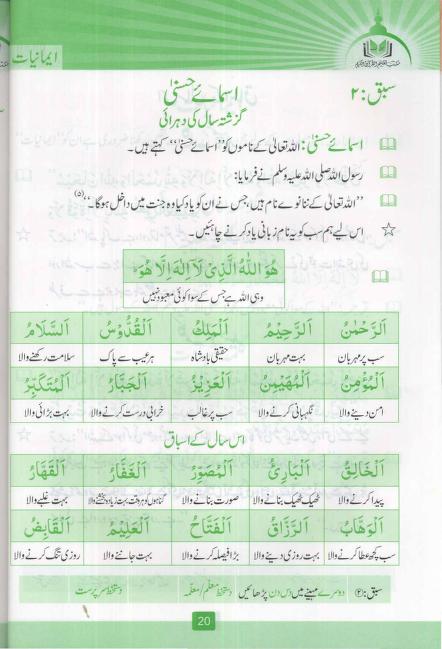 ایمانیات
سبق: ۲
اسمائے حسنیٰ
گزشتہ سال کی دہرائی
اسمائے حسنیٰ: اللہ تعالیٰ کے ناموں کو ”اسمائے حسنیٰ“ کہتے ہیں۔
رسول اللہ صلی اللہ علیہ وسلم نے فرمایا:
”اللہ تعالیٰ کے ننانوے نام ہیں، جس نے ان کو یاد کیا وہ جنت میں داخل ہوگا۔“(۵)
اس لیے ہم سب کو یہ نام زبانی یاد کرنے چاہئیں۔
هُوَ اللهُ الَّذِیْ لَآ اِلٰهَ اِلَّا هُوَ
وہی اللہ ہے جس کے سوا کوئی معبود نہیں
اَلرَّحْمٰنُ اَلرَّحِیْمُ اَلْمَلِكُ اَلْقُدُّوْسُ اَلسَّلَامُ
سب پر مہربان بہت مہربان حقیقی بادشاہ ہر عیب سے پاک سلامت رکھنے والا
اَلْمُؤْمِنُ اَلْمُهَیْمِنُ اَلْعَزِیْزُ اَلْجَبَّارُ اَلْمُتَكَبِّرُ
امن دینے والا نگہبانی کرنے والا سب پر غالب خرابی درست کرنے والا بہت بڑائی والا
اس سال کے اسباق
اَلْخَالِقُ اَلْبَارِئُ اَلْمُصَوِّرُ اَلْغَفَّارُ اَلْقَهَّارُ
پیدا کرنے والا ٹھیک ٹھیک بنانے والا صورت بنانے والا گناہوں کو ہر وقت بہت زیادہ بخشنے والا بہت غلبے والا
اَلْوَهَّابُ اَلرَّزَّاقُ اَلْفَتَّاحُ اَلْعَلِیْمُ اَلْقَابِضُ
سب کچھ عطا کرنے والا بہت روزی دینے والا بڑا فیصلہ کرنے والا بہت جاننے والا روزی تنگ کرنے والا
سبق: (۲) دوسرے مہینے میں دس دن پڑھائیں دستخط معلم/معلمہ دستخط سرپرست
20